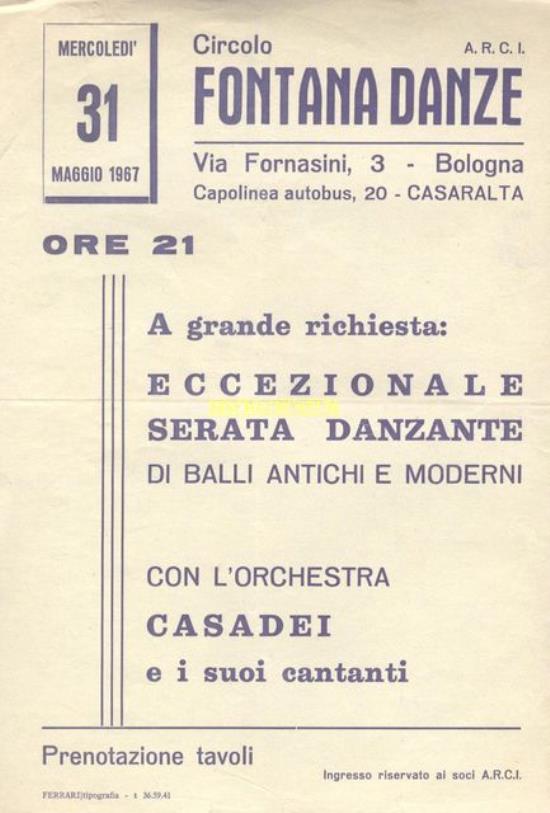 MERCOLEDI'
31
MAGGIO 1967
Circolo A. R. C. I.
FONTANA DANZE
Via Fornasini, 3 - Bologna
Capolinea autobus, 20 - CASARALTA
ORE 21
A grande richiesta:
ECCEZIONALE
SERATA DANZANTE
DI BALLI ANTICHI E MODERNI
CON L'ORCHESTRA
CASADEI
e i suoi cantanti
Prenotazione tavoli
Ingresso riservato ai soci A.R.C.I.
FERRARI|tipografia - t 36.59.41